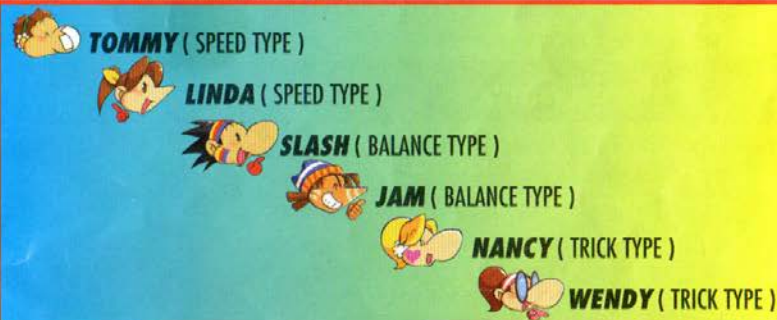 TOMMY ( SPEED TYPE )
LINDA ( SPEED TYPE )
SLASH ( BALANCE TYPE )
JAM ( BALANCE TYPE )
NANCY ( TRICK TYPE )
WENDY ( TRICK TYPE )